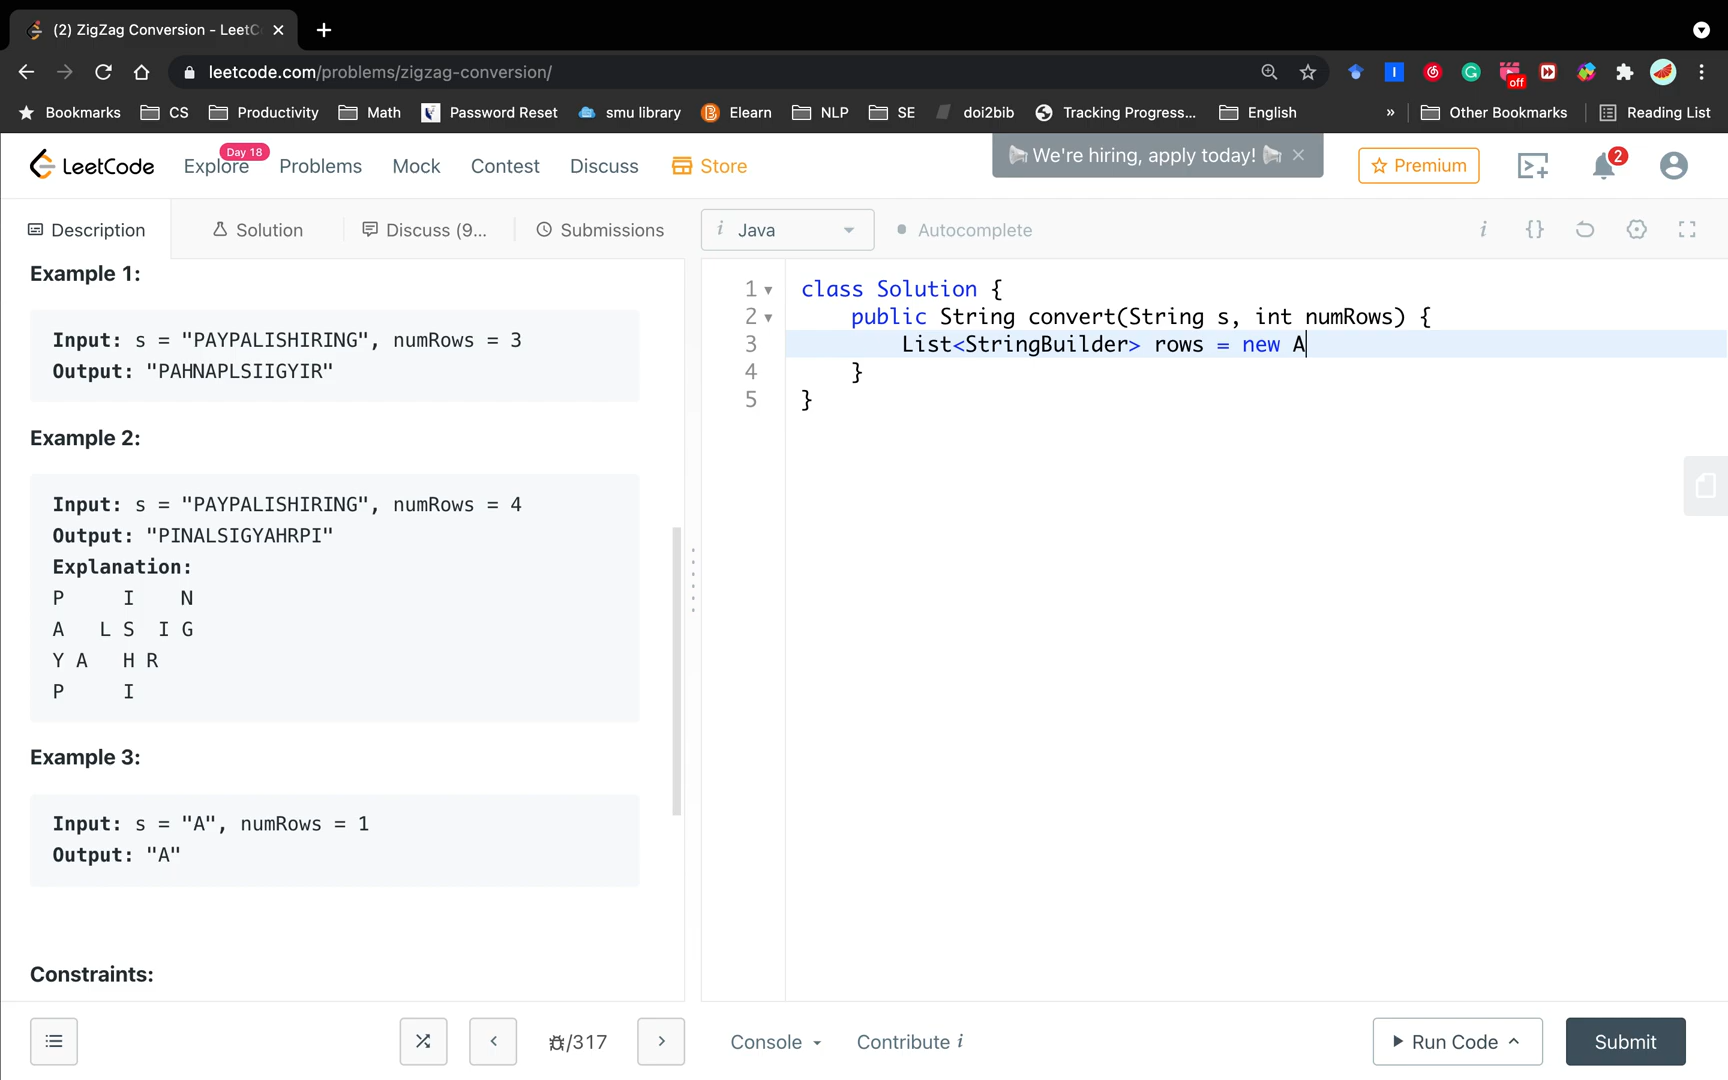 (2) ZigZag Conversion - LeetC
leetcode.com/problems/zigzag-conversion/
off
Bookmarks CS Productivity Math Password Reset smu library Elearn NLP SE doi2bib Tracking Progress... English » Other Bookmarks Reading List
LeetCode Explore Day 18 Problems Mock Contest Discuss Store We're hiring, apply today! Premium 2
Description Solution Discuss (9... Submissions
i Java Autocomplete i {}
Example 1:
Input: s = "PAYPALISHIRING", numRows = 3
Output: "PAHNAPLSIIGYIR"
Example 2:
Input: s = "PAYPALISHIRING", numRows = 4
Output: "PINALSIGYAHRPI"
Explanation:
P I N
A L S I G
Y A H R
P I
Example 3:
Input: s = "A", numRows = 1
Output: "A"
Constraints:
1 class Solution {
2 public String convert(String s, int numRows) {
3 List<StringBuilder> rows = new A
4 }
5 }
/317
Console Contribute i
Run Code Submit